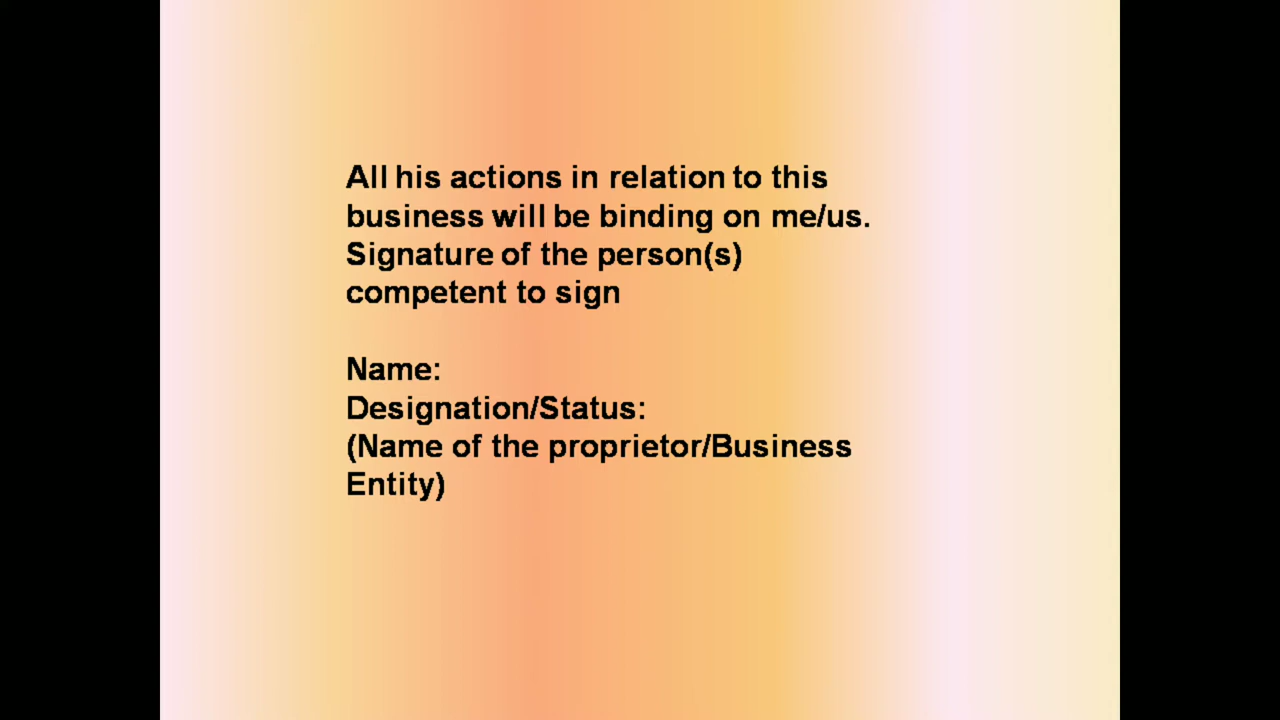 All his actions in relation to this
business will be binding on me/us.
Signature of the person(s)
competent to sign
Name:
Designation/Status:
(Name of the proprietor/Business
Entity)